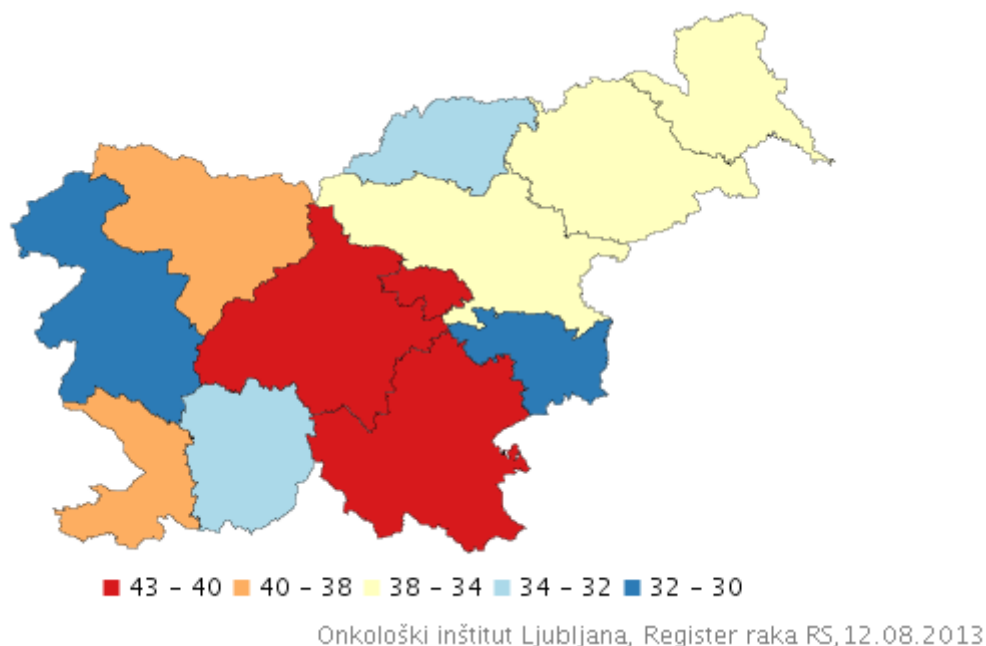 43 – 40 40 – 38 38 – 34 34 – 32 32 – 30
Onkološki inštitut Ljubljana, Register raka RS,12.08.2013